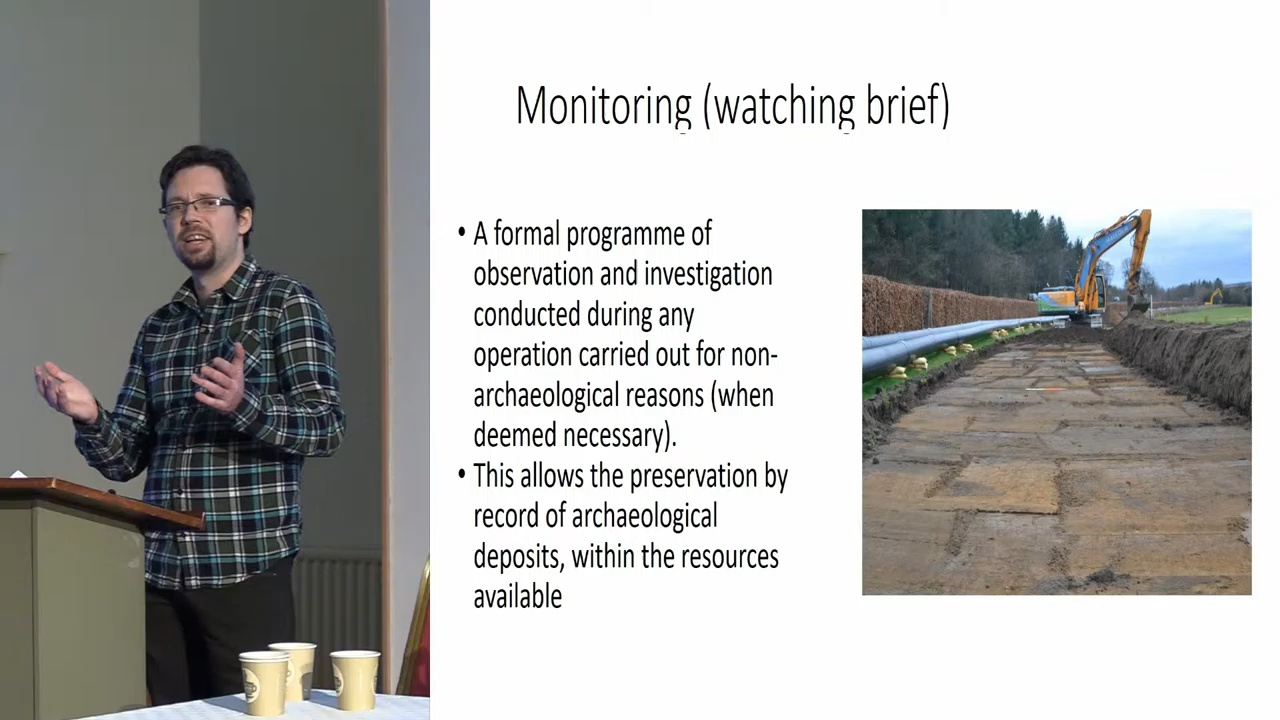 Monitoring (watching brief)
• A formal programme of
observation and investigation
conducted during any
operation carried out for non-
archaeological reasons (when
deemed necessary).
• This allows the preservation by
record of archaeological
deposits, within the resources
available